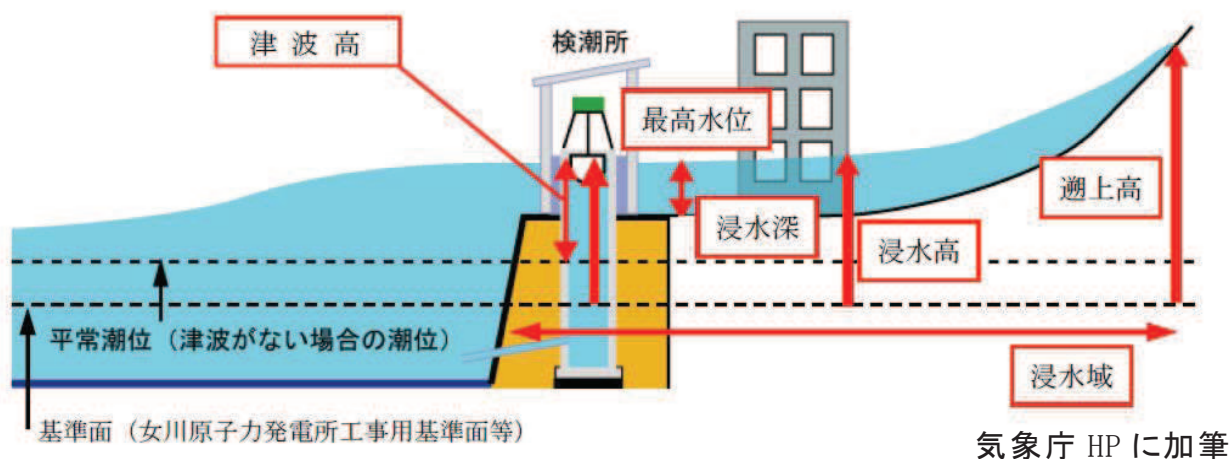 津 波 高
検潮所
最高水位
遡上高
浸水深
浸水高
平常潮位（津波がない場合の潮位）
浸水域
基準面（女川原子力発電所工事用基準面等）
気象庁 HP に加筆